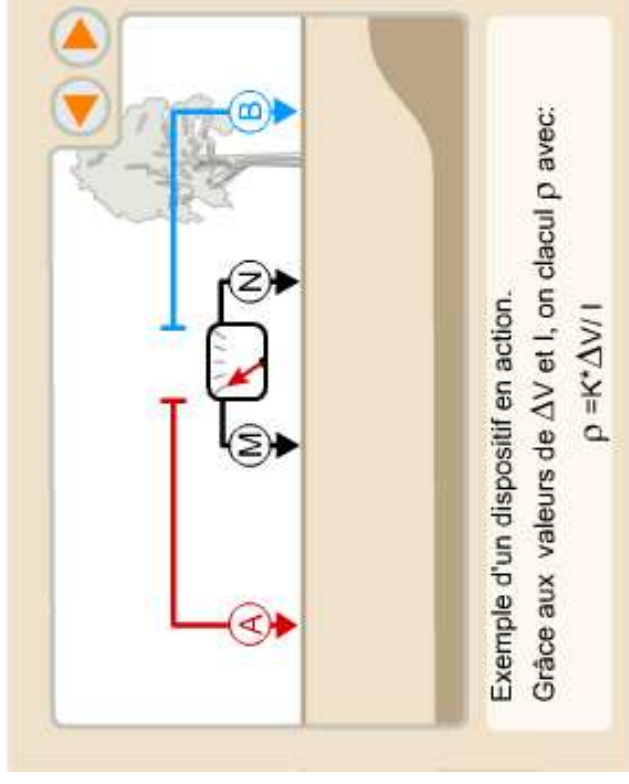 A
M
N
B
Exemple d'un dispositif en action.
Grâce aux valeurs de ΔV et I, on clacul ρ avec:
ρ =K*ΔV/ I